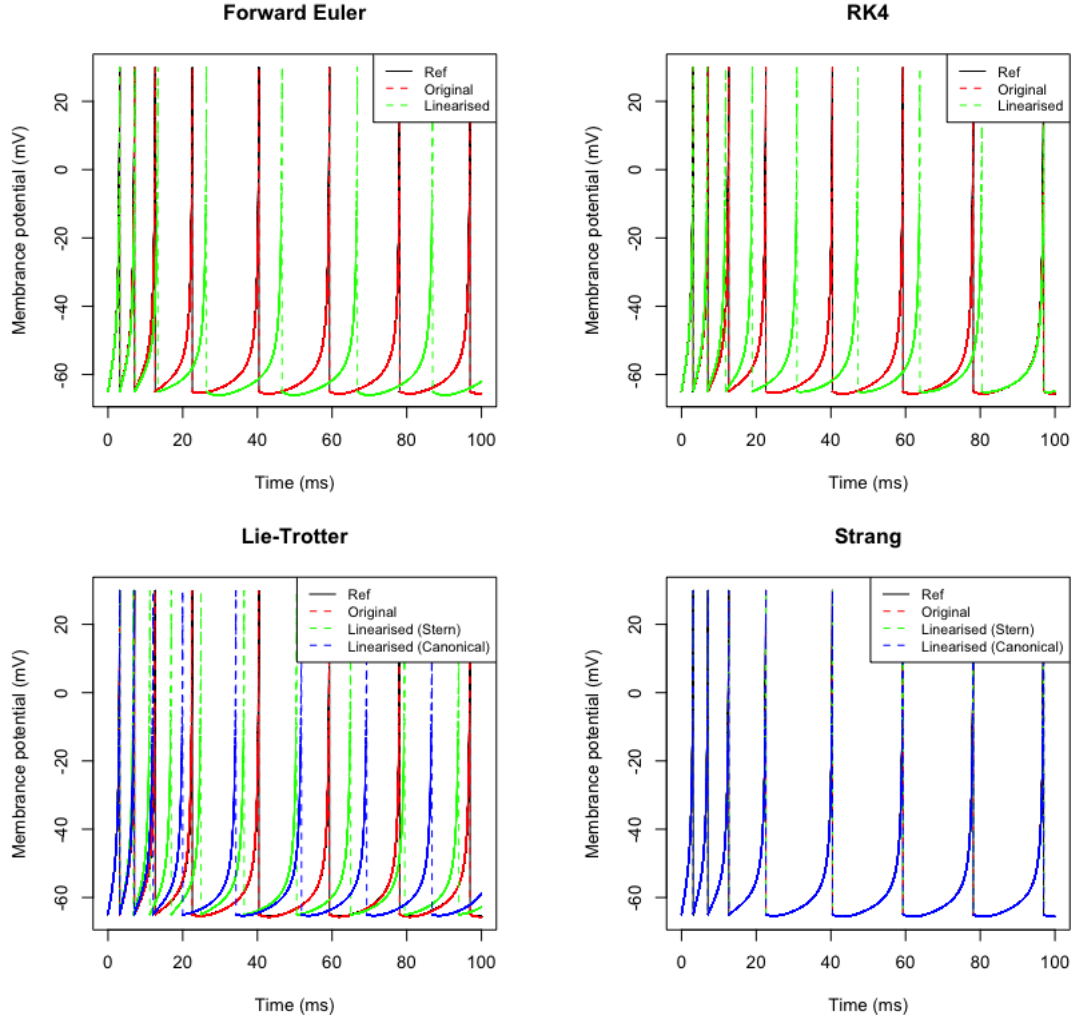 Forward Euler
Membrance potential (mV)
20
0
-20
-40
-60
Ref
Original
Linearised
0 20 40 60 80 100
Time (ms)
RK4
Membrance potential (mV)
20
0
-20
-40
-60
Ref
Original
Linearised
0 20 40 60 80 100
Time (ms)
Lie-Trotter
Membrance potential (mV)
20
0
-20
-40
-60
Ref
Original
Linearised (Stern)
Linearised (Canonical)
0 20 40 60 80 100
Time (ms)
Strang
Membrance potential (mV)
20
0
-20
-40
-60
Ref
Original
Linearised (Stern)
Linearised (Canonical)
0 20 40 60 80 100
Time (ms)